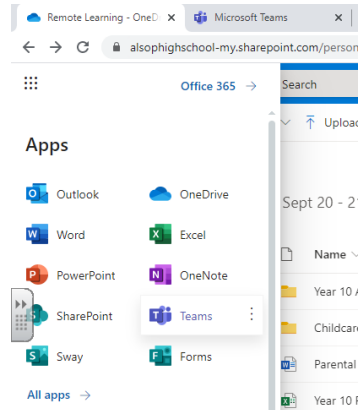 Remote Learning - OneD
Microsoft Teams
alsophighschool-my.sharepoint.com/person
Office 365 →
Search
Upload
Apps
Outlook
OneDrive
Sept 20 - 21
Word
Excel
Name
PowerPoint
OneNote
Year 10 A
SharePoint
Teams
Childcare
Sway
Forms
Parental
All apps →
Year 10 P